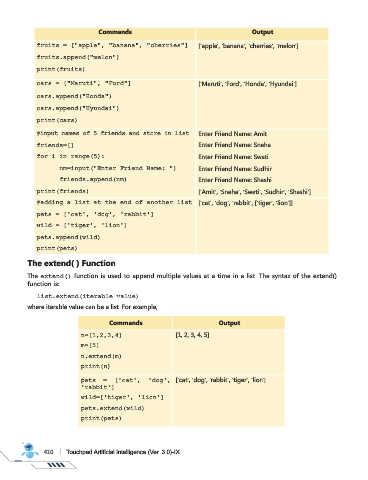 Commands Output
fruits = ["apple", "banana", "cherries"] ['apple', 'banana', 'cherries', 'melon']
fruits.append("melon")
print(fruits)
cars = ["Maruti", "Ford"] ['Maruti', 'Ford', 'Honda', 'Hyundai']
cars.append("Honda")
cars.append("Hyundai")
print(cars)
#input names of 5 friends and store in list Enter Friend Name: Amit
friends=[] Enter Friend Name: Sneha
for i in range(5): Enter Friend Name: Swati
nm=input("Enter Friend Name: ") Enter Friend Name: Sudhir
friends.append(nm) Enter Friend Name: Shashi
print(friends) ['Amit', 'Sneha', 'Swati', 'Sudhir', 'Shashi']
#adding a list at the end of another list ['cat', 'dog', 'rabbit', ['tiger', 'lion']]
pets = ['cat', 'dog', 'rabbit']
wild = ['tiger', 'lion']
pets.append(wild)
print(pets)
The extend( ) Function
The extend() function is used to append multiple values at a time in a list. The syntax of the extend()
function is:
list.extend(iterable value)
where iterable value can be a list. For example,
Commands Output
n=[1,2,3,4] [1, 2, 3, 4, 5]
m=[5]
n.extend(m)
print(n)
pets = ['cat', 'dog', ['cat', 'dog', 'rabbit', 'tiger', 'lion']
'rabbit']
wild=['tiger', 'lion']
pets.extend(wild)
print(pets)
410 Touchpad Artificial Intelligence (Ver. 3.0)-IX